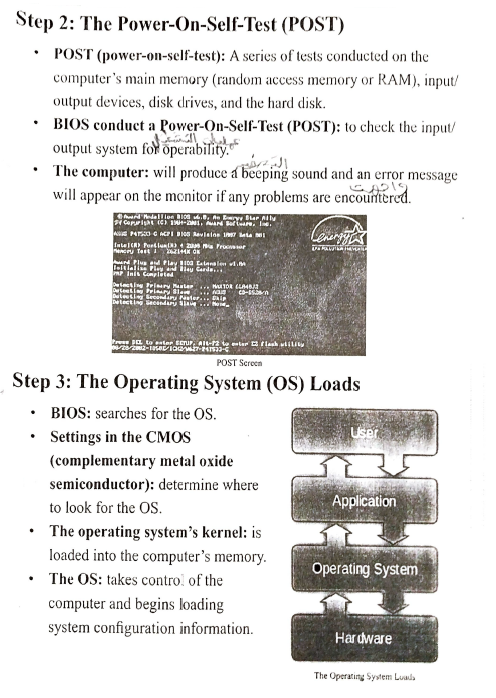 Step 2: The Power-On-Self-Test (POST)
• POST (power-on-self-test): A series of tests conducted on the
computer's main memory (random access memory or RAM), input/
output devices, disk drives, and the hard disk.
• BIOS conduct a Power-On-Self-Test (POST): to check the input/
output system for operability.
• The computer: will produce a beeping sound and an error message
will appear on the monitor if any problems are encountered.
Award Medallion BIOS v6.0, An Energy Star Ally
Copyright (C) 1984-2001, Award Software, Inc.
ASUS P4T533-C ACPI BIOS Revision 1007 Beta 001
Intel(R) Pentium(R) 4 2800 MHz Processor
Memory Test : 262144K OK
Award Plug and Play BIOS Extension v1.0A
Initialize Plug and Play Cards...
PNP Init Completed
Detecting Primary Master ... MAXTOR
Detecting Primary Slave ... ASUS
Detecting Secondary Master... Skip
Detecting Secondary Slave ... None_
energy
EPA POLLUTION PREVENTER
Press DEL to enter SETUP, Alt+F2 to enter EZ flash utility
POST Screen
Step 3: The Operating System (OS) Loads
• BIOS: searches for the OS.
• Settings in the CMOS
(complementary metal oxide
semiconductor): determine where
to look for the OS.
• The operating system's kernel: is
loaded into the computer's memory.
• The OS: takes control of the
computer and begins loading
system configuration information.
User
Application
Operating System
Hardware
The Operating System Loads